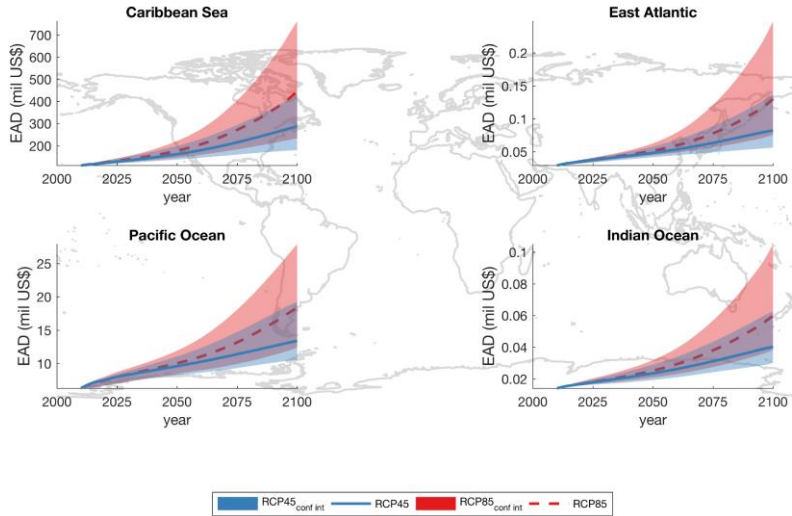 Caribbean Sea
EAD (mil US$)
700
600
500
400
300
200
2000 2025 2050 2075 2100
year
East Atlantic
EAD (mil US$)
0.2
0.15
0.1
0.05
2000 2025 2050 2075 2100
year
Pacific Ocean
EAD (mil US$)
25
20
15
10
2000 2025 2050 2075 2100
year
Indian Ocean
EAD (mil US$)
0.1
0.08
0.06
0.04
0.02
2000 2025 2050 2075 2100
year
RCP45conf int RCP45 RCP85conf int RCP85